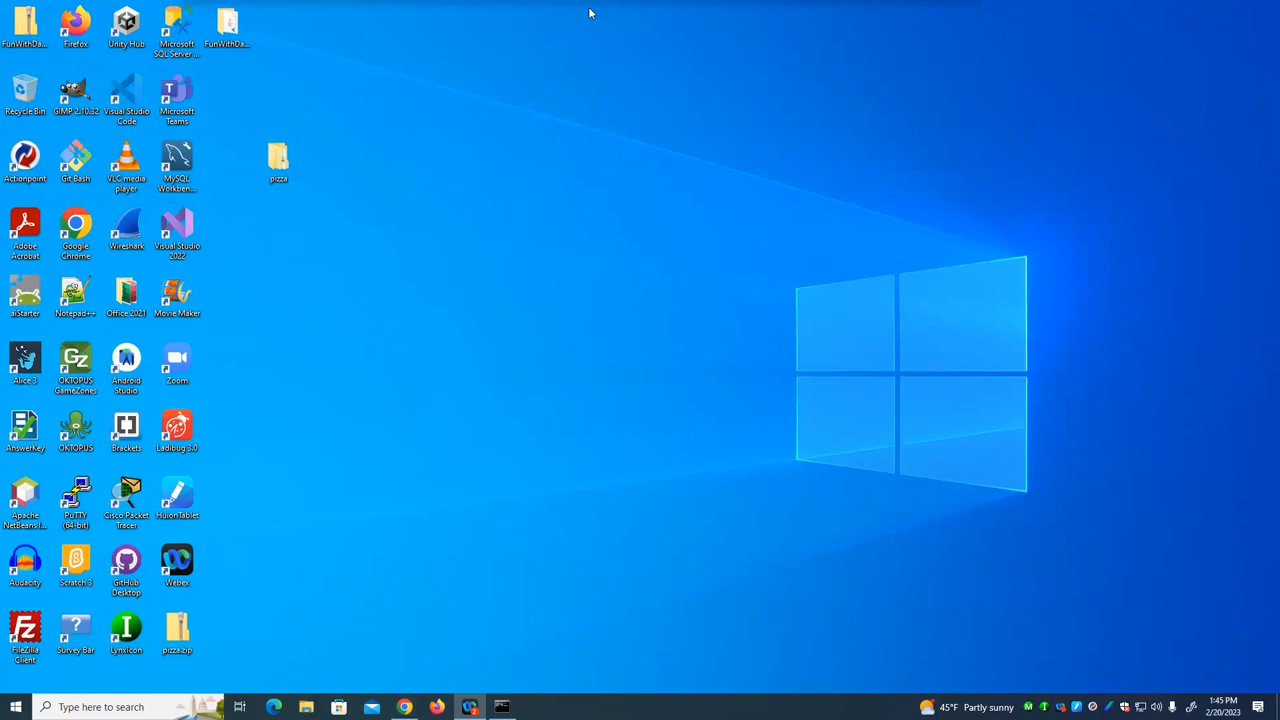 FunWithDa...
Firefox
Unity Hub
Microsoft
SQL Server ...
FunWithDa...
Recycle Bin
GIMP 2.10.32
Visual Studio
Code
Microsoft
Teams
Actionpoint
Git Bash
VLC media
player
MySQL
Workben...
pizza
Adobe
Acrobat
Google
Chrome
Wireshark
Visual Studio
2022
aiStarter
Notepad++
Office 2021
Movie Maker
Alice 3
OKTOPUS
GameZones
Android
Studio
Zoom
AnswerKey
OKTOPUS
Brackets
Ladibug 3.0
Apache
NetBeans I...
PuTTY
(64-bit)
Cisco Packet
Tracer
HuionTablet
Audacity
Scratch 3
GitHub
Desktop
Webex
FileZilla
Client
Survey Bar
LynxIcon
pizza.zip
Type here to search
45°F Partly sunny
1:45 PM
2/20/2023